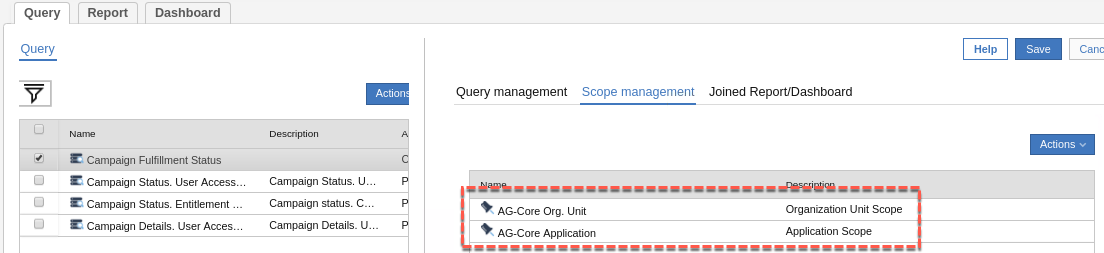 Query Report Dashboard
Query
Help Save Canc
Actions
Query management Scope management Joined Report/Dashboard
Name Description A
Actions
Campaign Fulfillment Status C
Campaign Status. User Access... Campaign Status. U... P
Campaign Status. Entitlement ... Campaign status. C... P
Campaign Details. User Acces... Campaign Details. U... P
Name Description
AG-Core Org. Unit Organization Unit Scope
AG-Core Application Application Scope